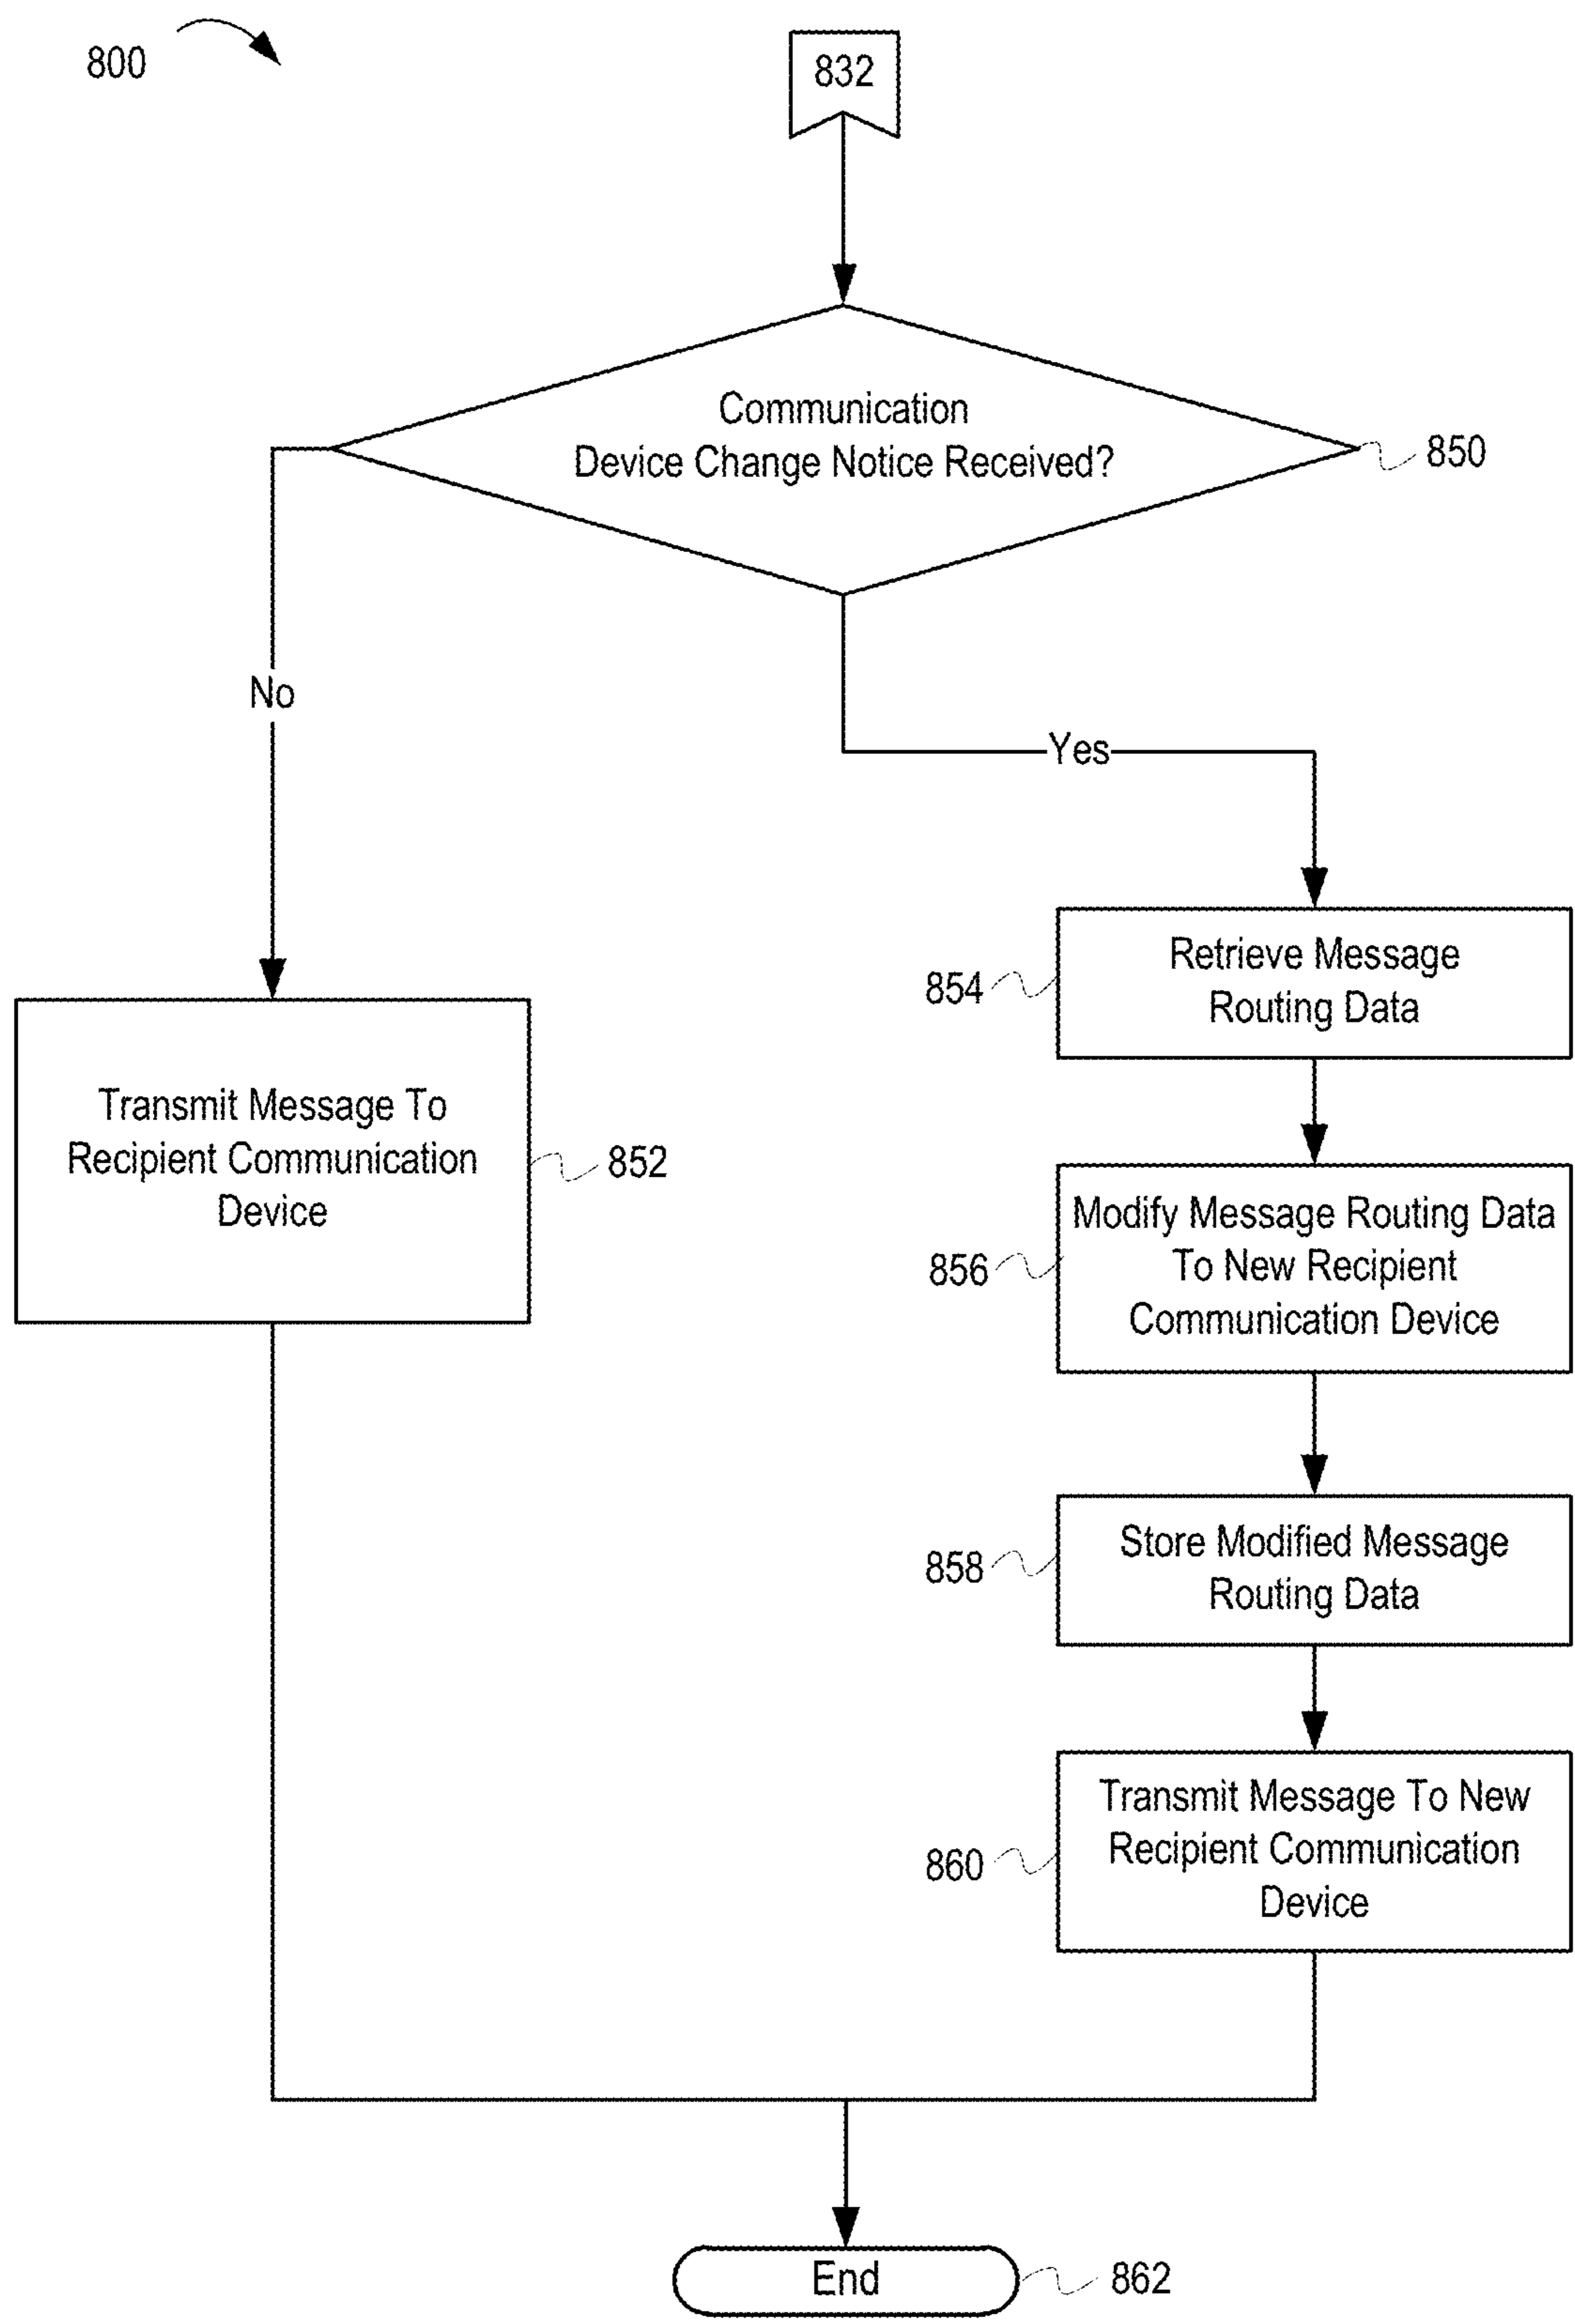 800
832
Communication
Device Change Notice Received?
850
No
Yes
Retrieve Message
Routing Data
854
Transmit Message To
Recipient Communication
Device
852
Modify Message Routing Data
To New Recipient
Communication Device
856
Store Modified Message
Routing Data
858
Transmit Message To New
Recipient Communication
Device
860
End
862